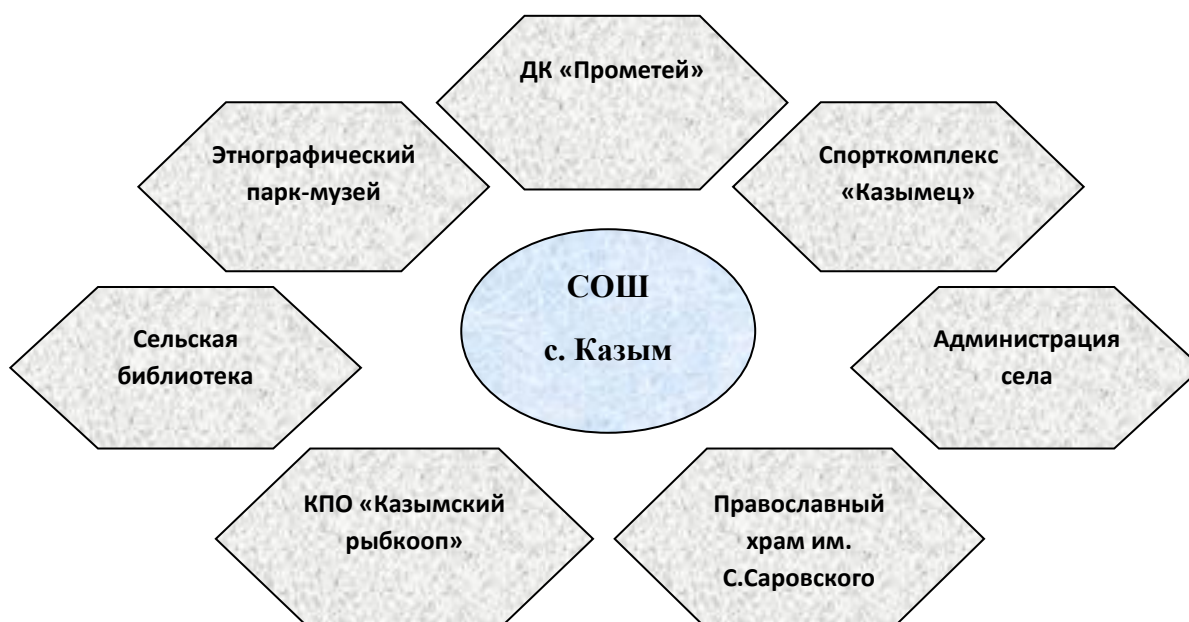 ДК «Прометей»
Этнографический
парк-музей
Спорткомплекс
«Казымец»
СОШ
с. Казым
Сельская
библиотека
Администрация
села
КПО «Казымский
рыбкооп»
Православный
храм им.
С.Саровского